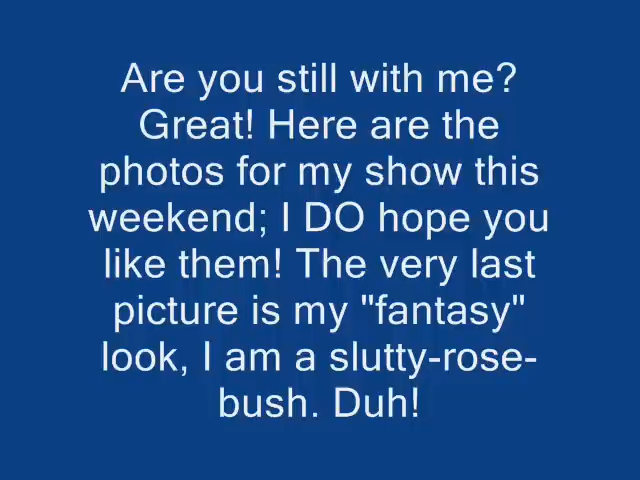 Are you still with me?
Great! Here are the
photos for my show this
weekend; I DO hope you
like them! The very last
picture is my "fantasy"
look, I am a slutty-rose-
bush. Duh!